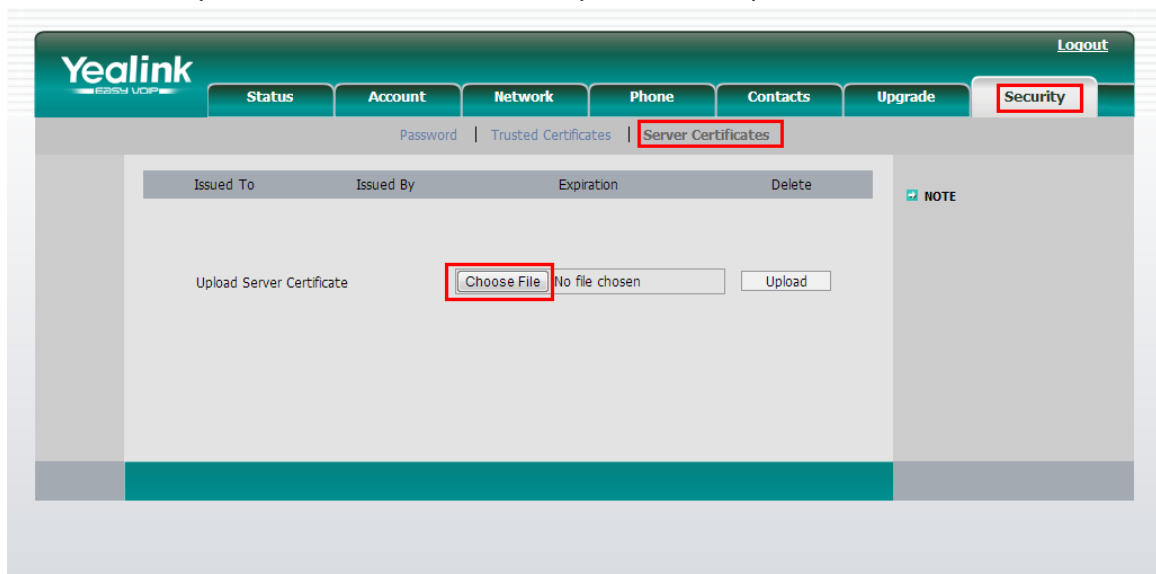 Logout
Yealink
EASY VOIP
Status Account Network Phone Contacts Upgrade Security
Password | Trusted Certificates | Server Certificates
Issued To Issued By Expiration Delete
NOTE
Upload Server Certificate Choose File No file chosen Upload